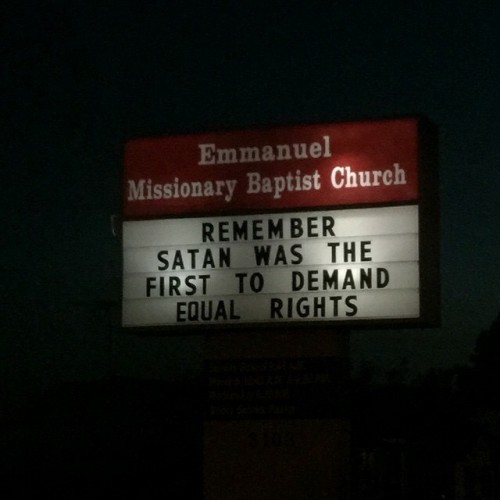 Emmanuel
Missionary Baptist Church
REMEMBER
SATAN WAS THE
FIRST TO DEMAND
EQUAL RIGHTS